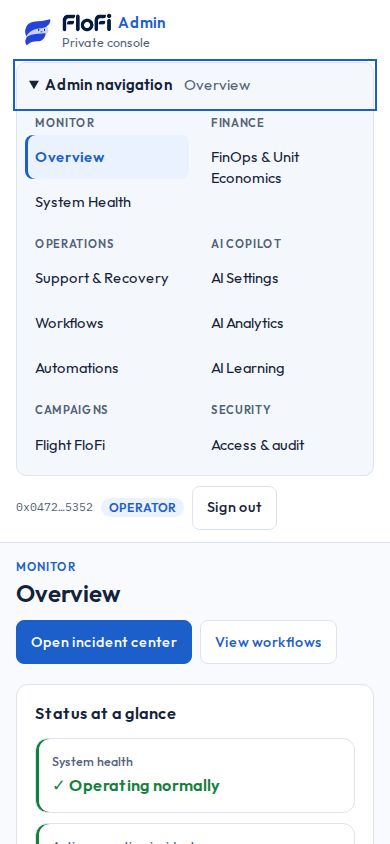 FloFi Admin
Private console
▼ Admin navigation Overview
MONITOR
Overview
System Health
FINANCE
FinOps & Unit
Economics
OPERATIONS
Support & Recovery
Workflows
Automations
AI COPILOT
AI Settings
AI Analytics
AI Learning
CAMPAIGNS
Flight FloFi
SECURITY
Access & audit
0x0472…5352 OPERATOR Sign out
MONITOR
Overview
Open incident center View workflows
Status at a glance
System health
✓ Operating normally